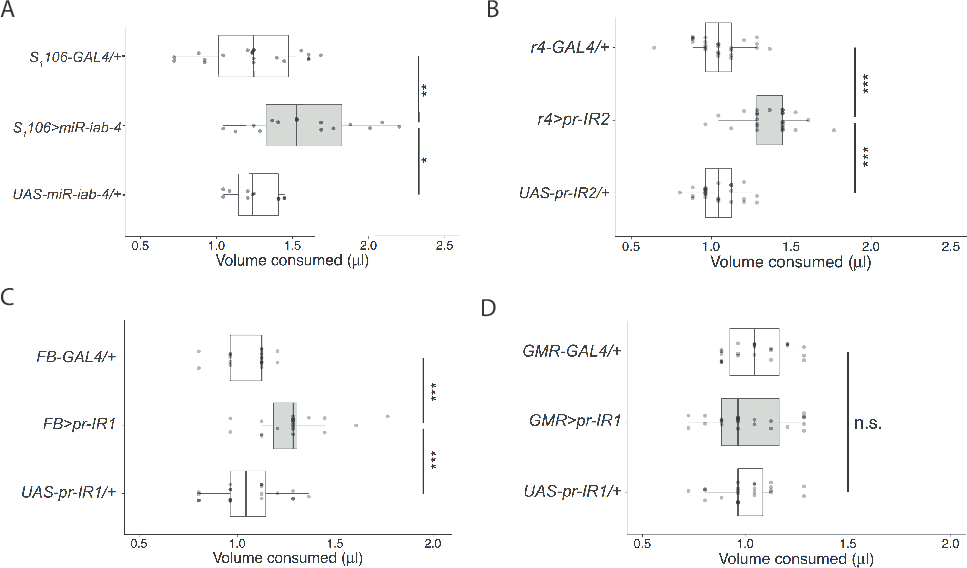 A
S₁106-GAL4/+
S₁106>miR-iab-4
UAS-miR-iab-4/+
**
*
0.5 1.0 1.5 2.0 2.5
Volume consumed (µl)
B
r4-GAL4/+
r4>pr-IR2
UAS-pr-IR2/+
***
***
0.5 1.0 1.5 2.0 2.5
Volume consumed (µl)
C
FB-GAL4/+
FB>pr-IR1
UAS-pr-IR1/+
***
***
1.0 1.5 2.0
Volume consumed (µl)
D
GMR-GAL4/+
GMR>pr-IR1
UAS-pr-IR1/+
n.s.
0.5 1.0 1.5 2.0
Volume consumed (µl)